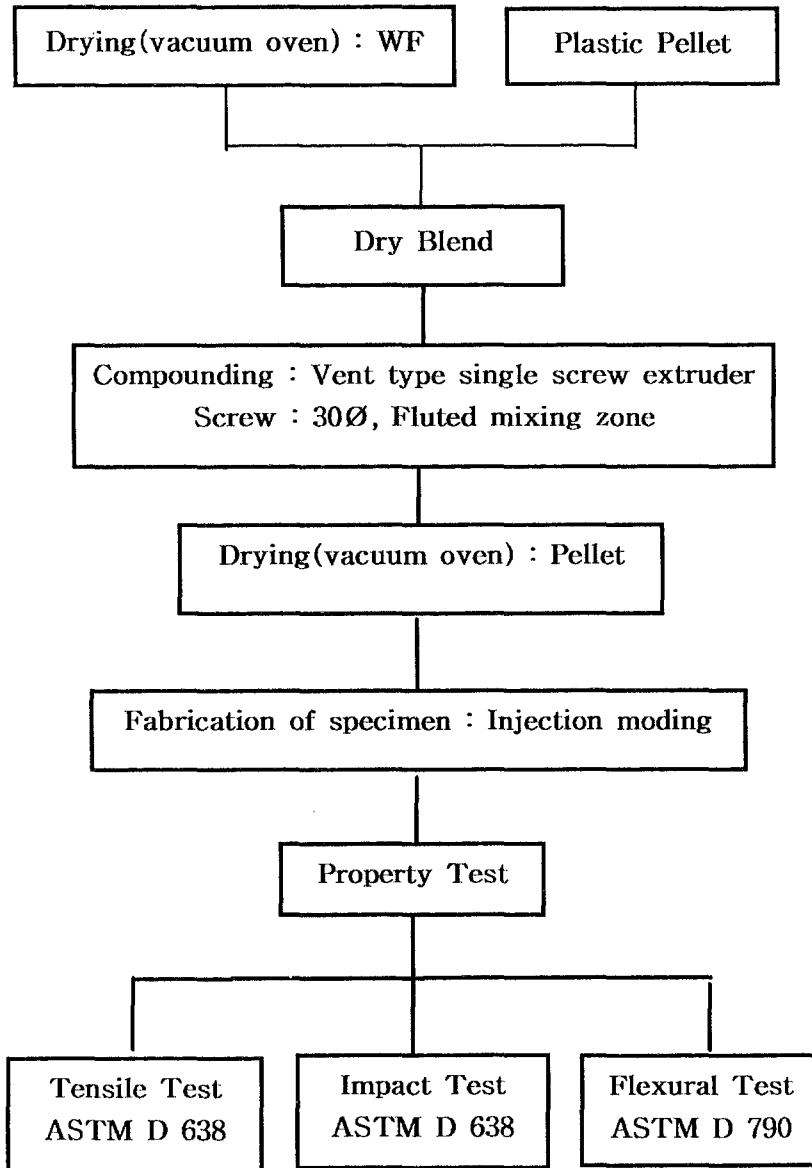 Drying(vacuum oven) : WF
Plastic Pellet
Dry Blend
Compounding : Vent type single screw extruder
Screw : 30Ø, Fluted mixing zone
Drying(vacuum oven) : Pellet
Fabrication of specimen : Injection moding
Property Test
Tensile Test
ASTM D 638
Impact Test
ASTM D 638
Flexural Test
ASTM D 790